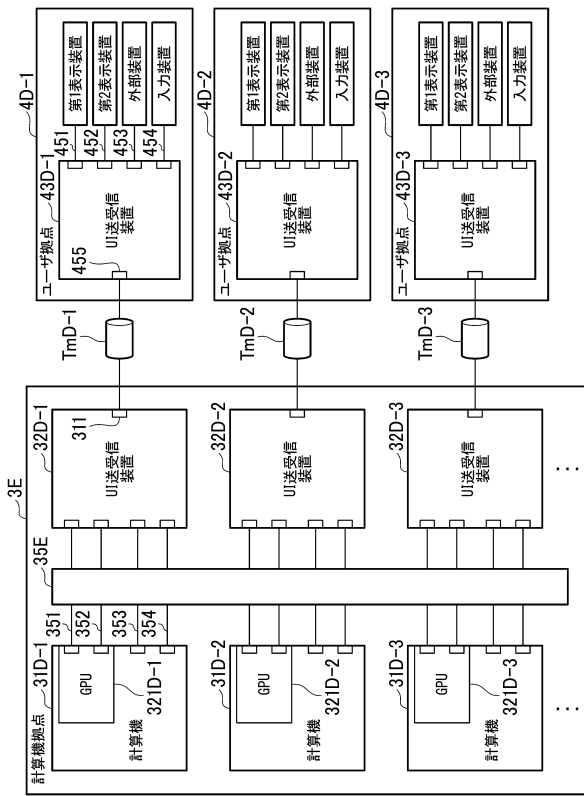 3E
計算機拠点
31D-1
35E
32D-1
TmD-1
ユーザ拠点
43D-1
4D-1
GPU
351
352
353
354
311
455
451
452
453
454
第1表示装置
第2表示装置
外部装置
入力装置
計算機
321D-1
UI送受信
装置
UI送受信
装置
31D-2
32D-2
TmD-2
ユーザ拠点
43D-2
4D-2
GPU
第1表示装置
第2表示装置
外部装置
入力装置
計算機
321D-2
UI送受信
装置
UI送受信
装置
31D-3
32D-3
TmD-3
ユーザ拠点
43D-3
4D-3
GPU
第1表示装置
第2表示装置
外部装置
入力装置
計算機
321D-3
UI送受信
装置
UI送受信
装置